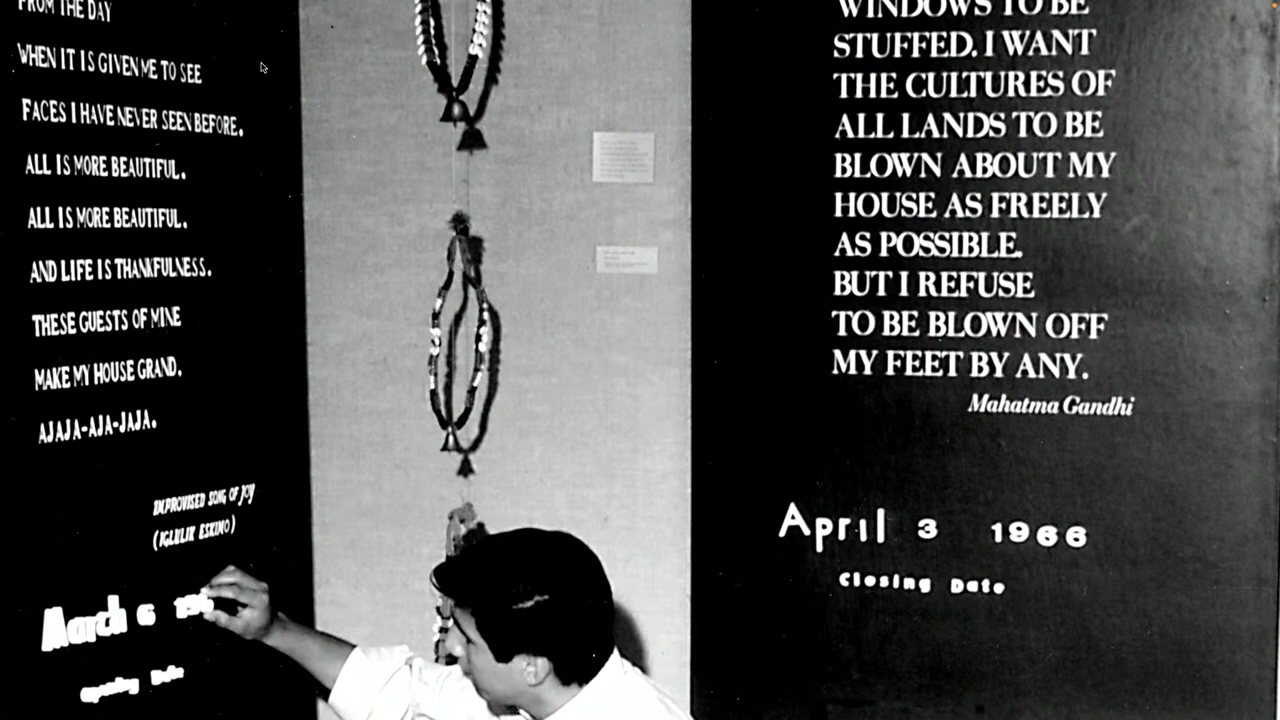 FROM THE DAY
WHEN IT IS GIVEN ME TO SEE
FACES I HAVE NEVER SEEN BEFORE.
ALL IS MORE BEAUTIFUL.
ALL IS MORE BEAUTIFUL.
AND LIFE IS THANKFULNESS.
THESE GUESTS OF MINE
MAKE MY HOUSE GRAND.
AJAJA-AJA-JAJA.
IMPROVISED SONG OF JOY
(IGLULIK ESKIMO)
March 6 19
opening Date
WINDOWS TO BE
STUFFED. I WANT
THE CULTURES OF
ALL LANDS TO BE
BLOWN ABOUT MY
HOUSE AS FREELY
AS POSSIBLE.
BUT I REFUSE
TO BE BLOWN OFF
MY FEET BY ANY.
Mahatma Gandhi
April 3 1966
Closing Date